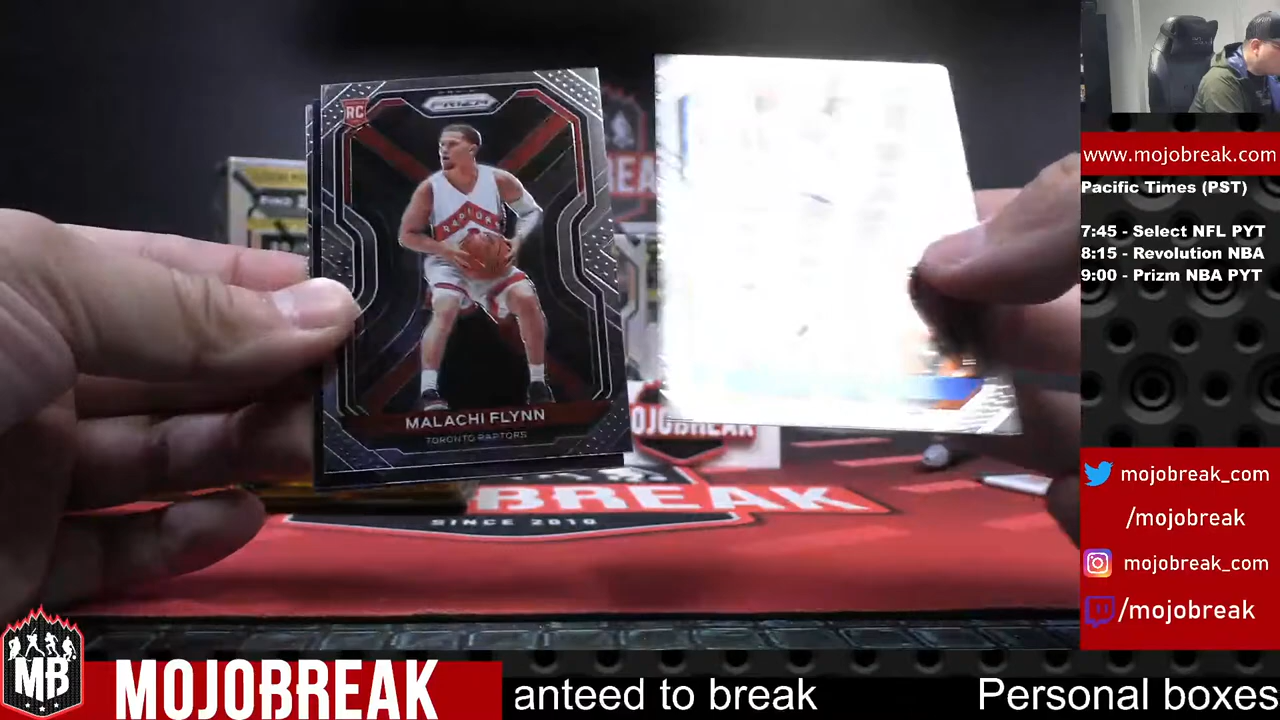 RC
PRIZM
RAPTORS
MALACHI FLYNN
TORONTO RAPTORS
MOJOBREAK
BREAK
SINCE 2010
www.mojobreak.com
Pacific Times (PST)
7:45 - Select NFL PYT
8:15 - Revolution NBA
9:00 - Prizm NBA PYT
mojobreak_com
/mojobreak
mojobreak_com
/mojobreak
MB
MOJOBREAK
anteed to break
Personal boxes